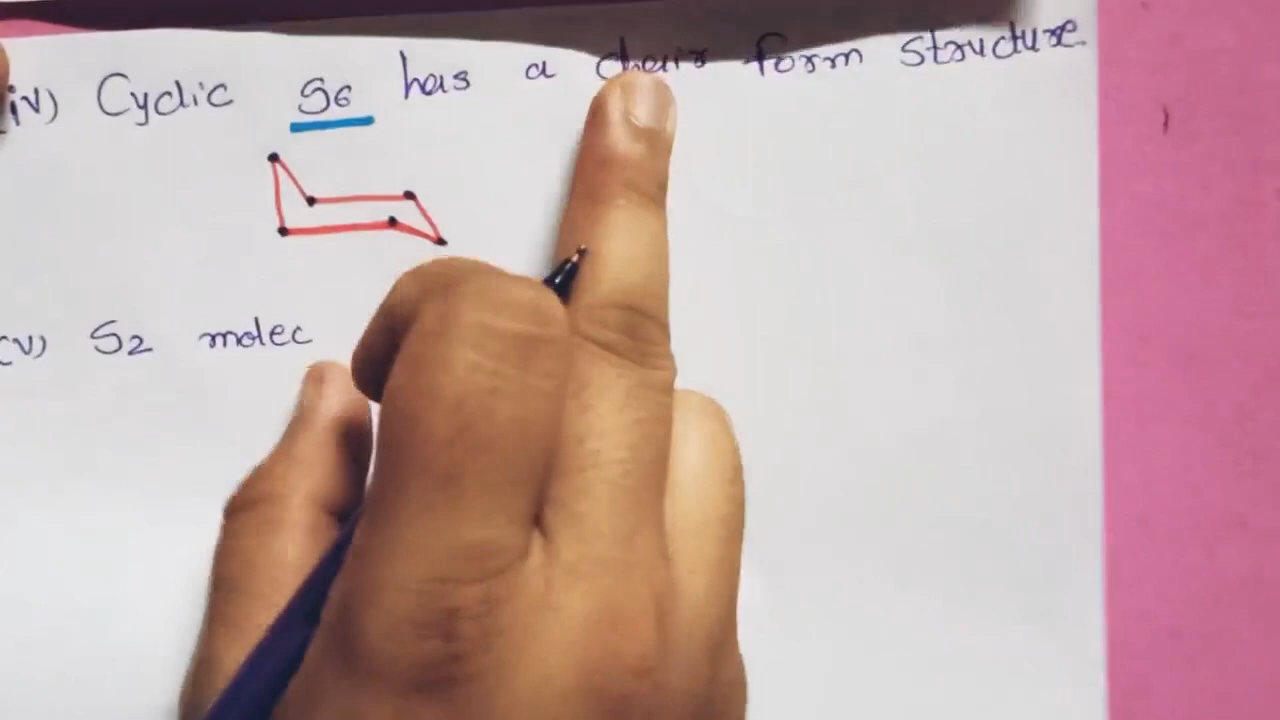 (iv) Cyclic S6 has a chair form structure.
(v) S2 molec